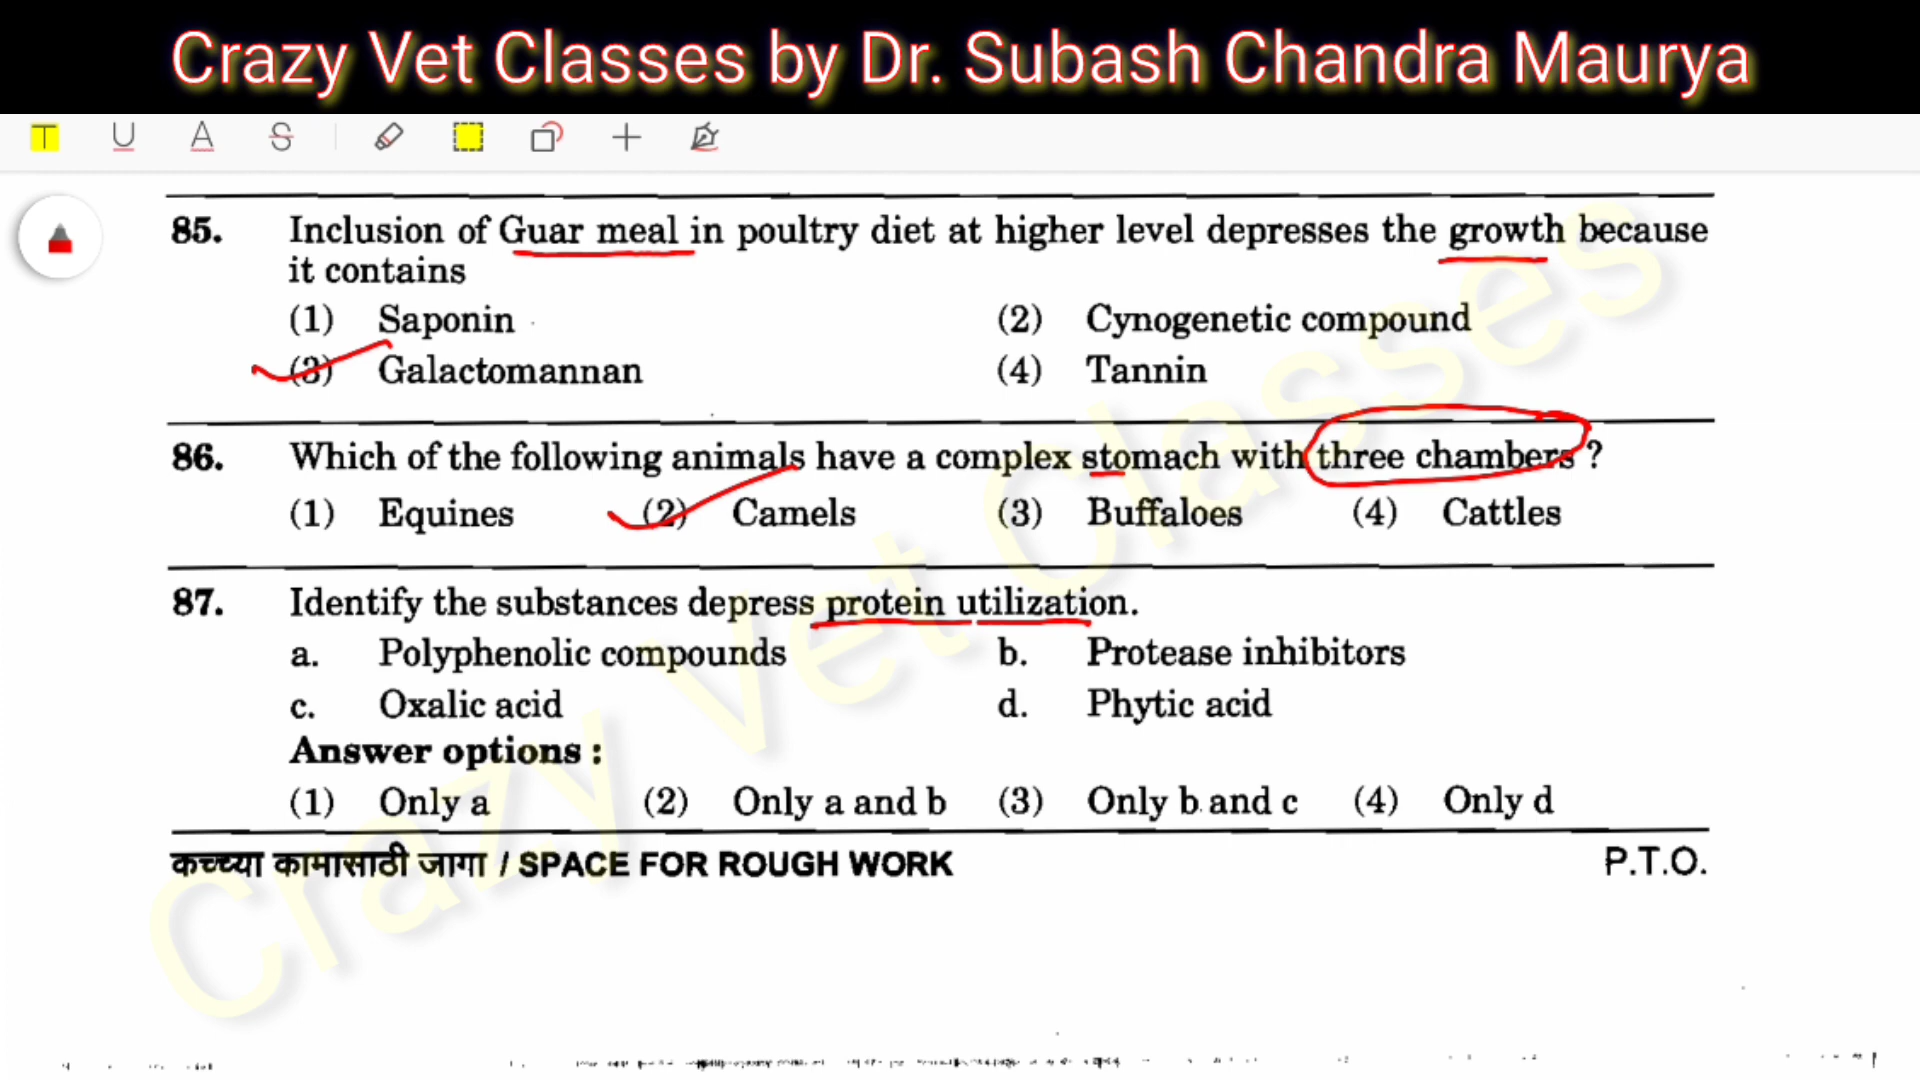 Crazy Vet Classes by Dr. Subash Chandra Maurya
T U A S
85. Inclusion of Guar meal in poultry diet at higher level depresses the growth because
it contains
(1) Saponin (2) Cynogenetic compound
(3) Galactomannan (4) Tannin
86. Which of the following animals have a complex stomach with three chambers ?
(1) Equines (2) Camels (3) Buffaloes (4) Cattles
87. Identify the substances depress protein utilization.
a. Polyphenolic compounds b. Protease inhibitors
c. Oxalic acid d. Phytic acid
Answer options :
(1) Only a (2) Only a and b (3) Only b and c (4) Only d
कच्च्या कामासाठी जागा / SPACE FOR ROUGH WORK P.T.O.
Crazy Vet Classes